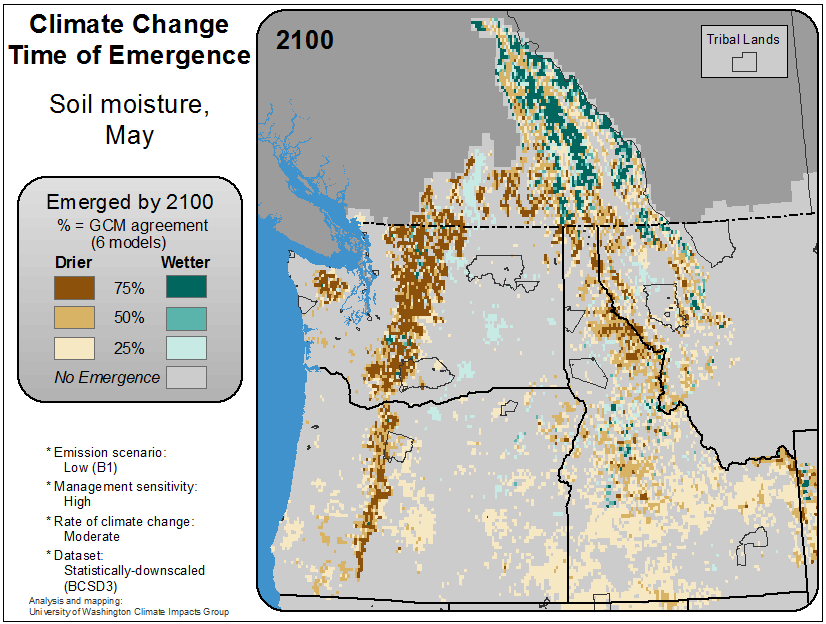 Climate Change
Time of Emergence
Soil moisture,
May
Emerged by 2100
% = GCM agreement
(6 models)
Drier Wetter
75%
50%
25%
No Emergence
* Emission scenario:
Low (B1)
* Management sensitivity:
High
* Rate of climate change:
Moderate
* Dataset:
Statistically-downscaled
(BCSD3)
Analysis and mapping:
University of Washington Climate Impacts Group
2100
Tribal Lands